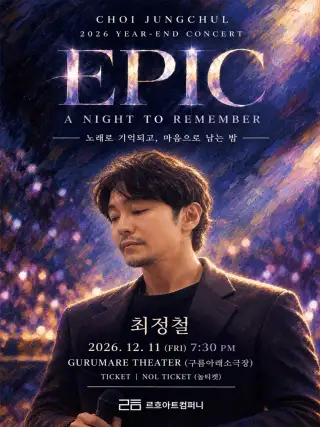 CHOI JUNGCHUL
2026 YEAR-END CONCERT
EPIC
A NIGHT TO REMEMBER
노래로 기억되고, 마음으로 남는 밤
최정철
2026. 12. 11 (FRI) 7:30 PM
GURUMARE THEATER (구름아래소극장)
TICKET | NOL TICKET (놀티켓)
르흐아트컴퍼니